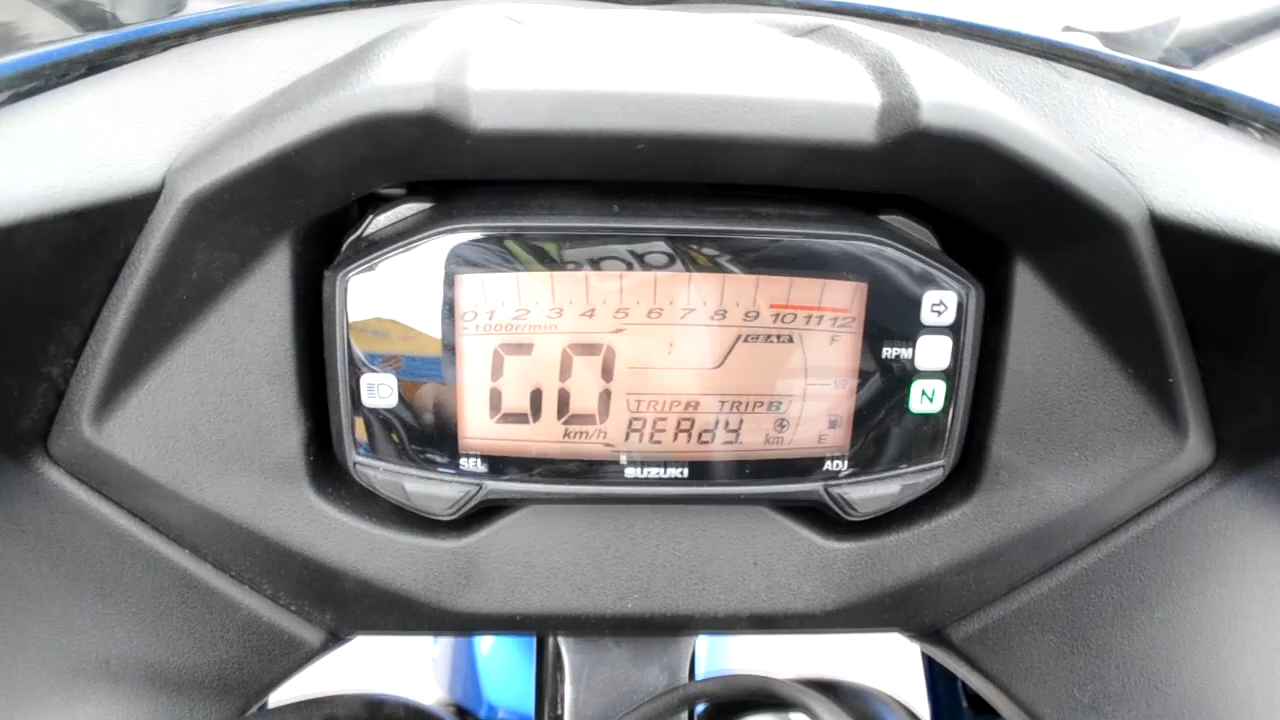 0 1 2 3 4 5 6 7 8 9 10 11 12
×1000r/min
GEAR
F
RPM
GO
1/2
N
TRIP A TRIP B
km/h
READY.
km
E
SEL
SUZUKI
ADJ